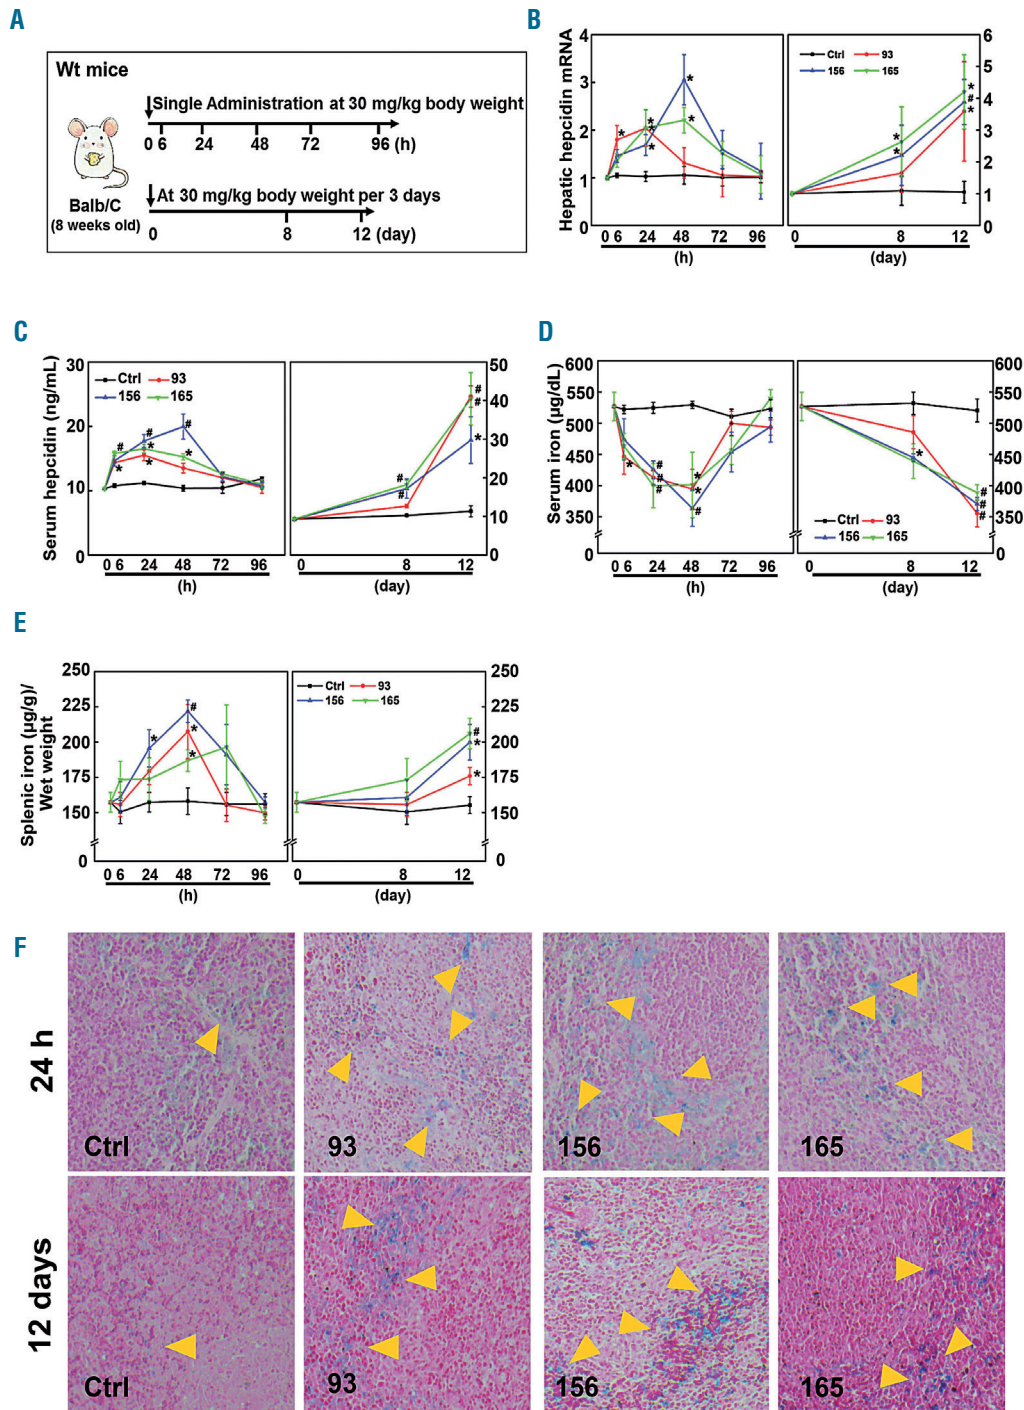 A
Wt mice
Single Administration at 30 mg/kg body weight
0 6 24 48 72 96 (h)
At 30 mg/kg body weight per 3 days
Balb/C
(8 weeks old)
0 8 12 (day)
B
Hepatic hepcidin mRNA
4
3
2
1
0
Ctrl 93
156 165
* * * * * *
* # * * *
6
5
4
3
2
1
0
0 6 24 48 72 96
(h)
0 8 12
(day)
C
Serum hepcidin (ng/mL)
30
20
10
0
Ctrl 93
156 165
# * # * * # *
# # # # *
50
40
30
20
10
0
0 6 24 48 72 96
(h)
0 8 12
(day)
D
Serum iron (µg/dL)
600
550
500
450
400
350
0
* # # # * * #
* # # #
Ctrl 93
156 165
600
550
500
450
400
350
0
0 6 24 48 72 96
(h)
0 8 12
(day)
E
Splenic iron (µg/g)/
Wet weight
250
225
200
175
150
0
* # * *
Ctrl 93
156 165
# * *
250
225
200
175
150
0
0 6 24 48 72 96
(h)
0 8 12
(day)
F
24 h
Ctrl 93 156 165
12 days
Ctrl 93 156 165